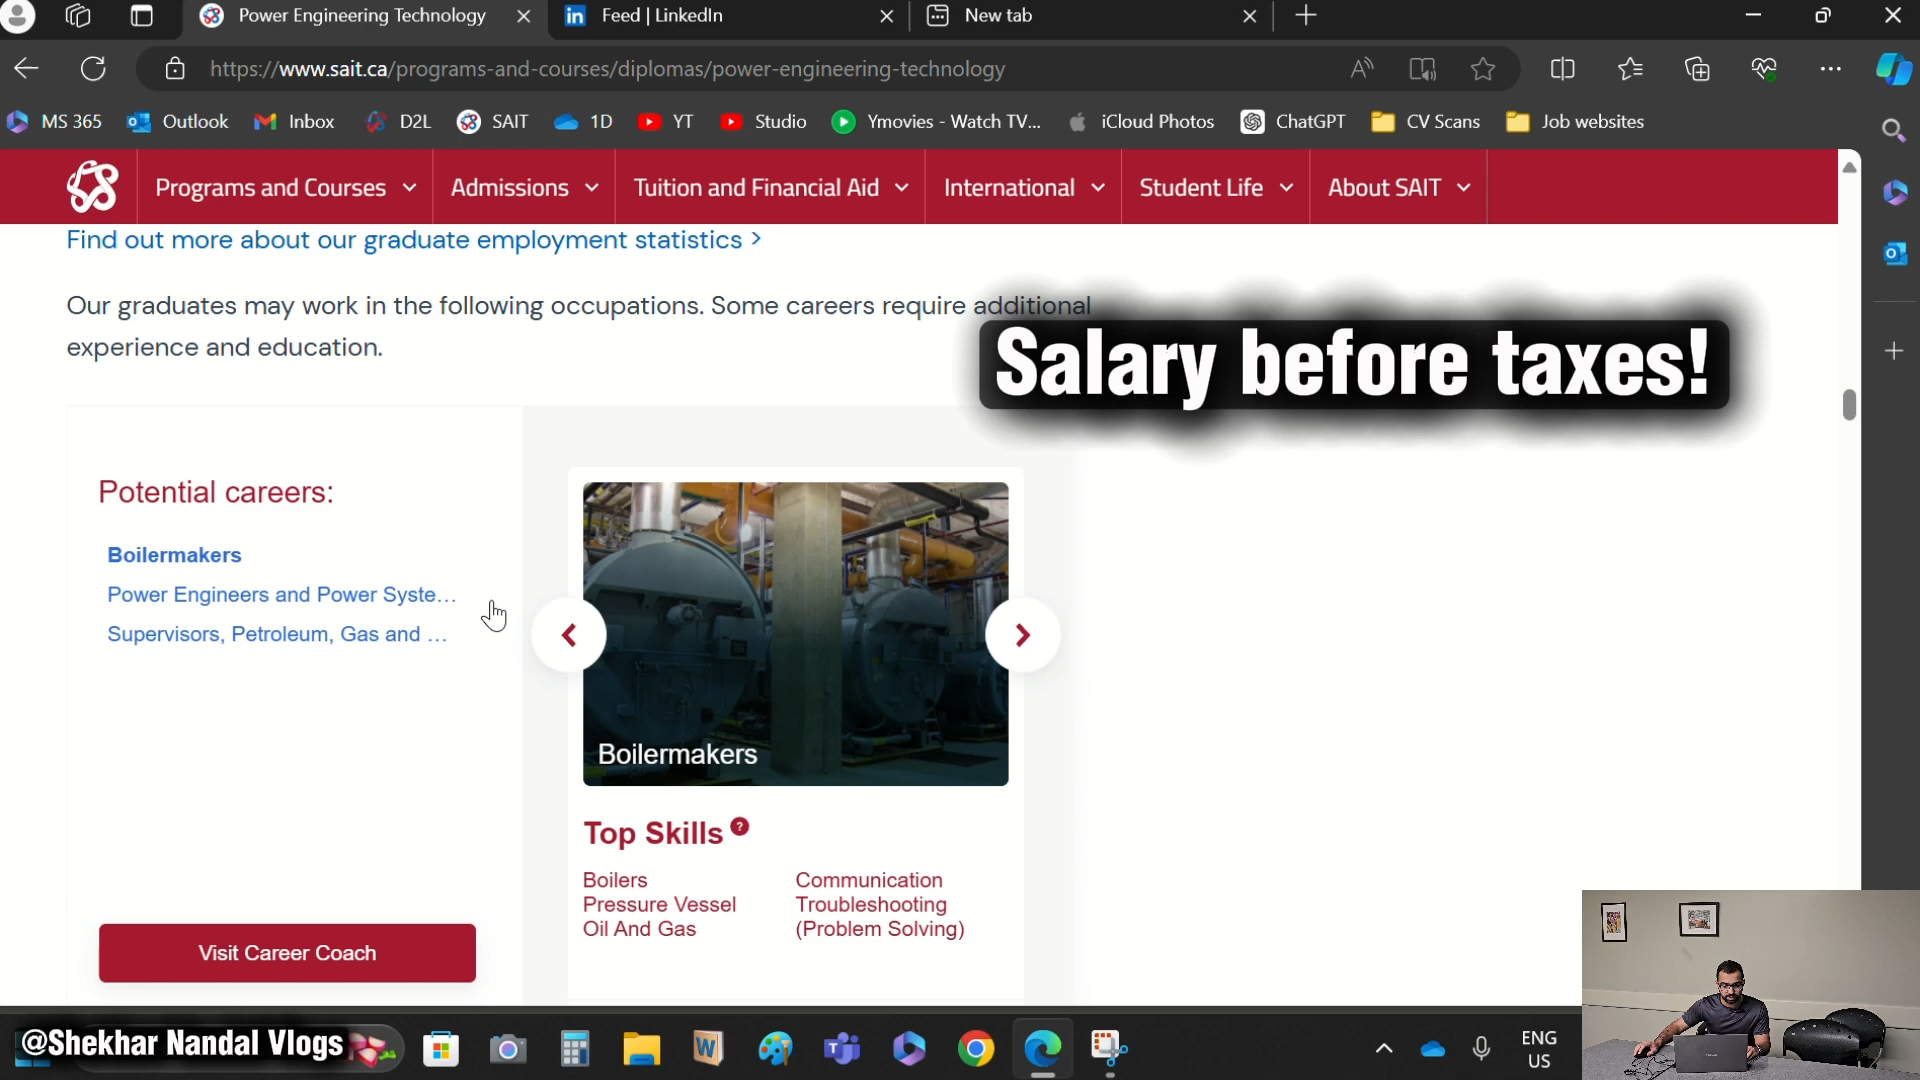 Power Engineering Technology
Feed | LinkedIn
New tab
https://www.sait.ca/programs-and-courses/diplomas/power-engineering-technology
MS 365
Outlook
Inbox
D2L
SAIT
1D
YT
Studio
Ymovies - Watch TV...
iCloud Photos
ChatGPT
CV Scans
Job websites
Programs and Courses
Admissions
Tuition and Financial Aid
International
Student Life
About SAIT
Find out more about our graduate employment statistics >
Our graduates may work in the following occupations. Some careers require additional
experience and education.
Salary before taxes!
Potential careers:
Boilermakers
Power Engineers and Power Syste...
Supervisors, Petroleum, Gas and ...
Visit Career Coach
Boilermakers
Top Skills ?
Boilers
Pressure Vessel
Oil And Gas
Communication
Troubleshooting
(Problem Solving)
@Shekhar Nandal Vlogs
ENG
US